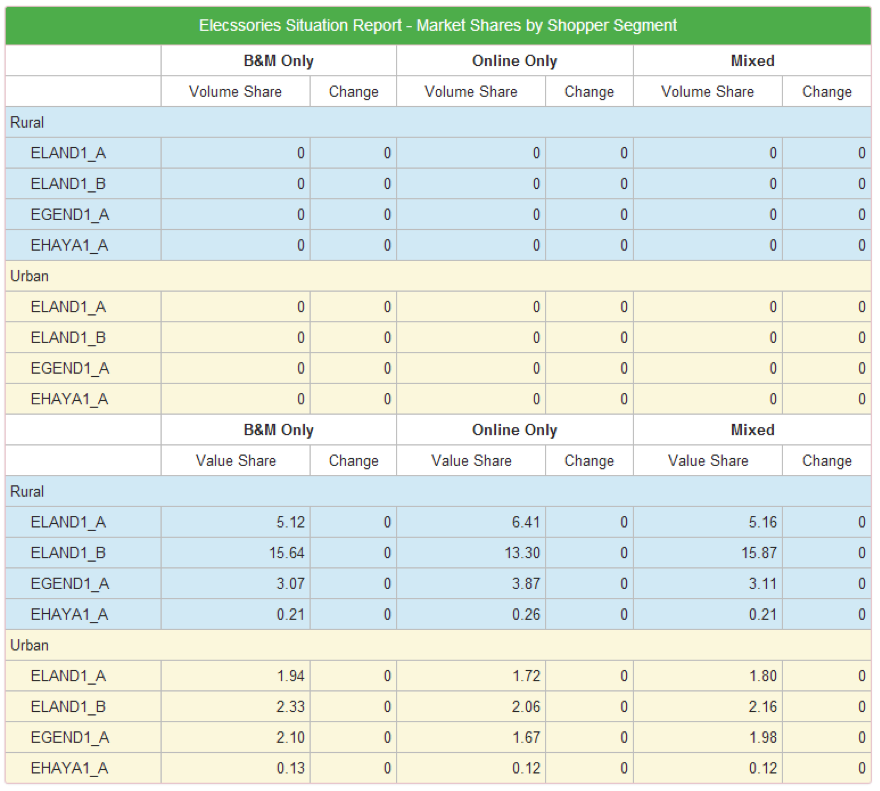 Elecssories Situation Report - Market Shares by Shopper Segment
B&M Only Online Only Mixed
Volume Share Change Volume Share Change Volume Share Change
Rural
ELAND1_A 0 0 0 0 0 0
ELAND1_B 0 0 0 0 0 0
EGEND1_A 0 0 0 0 0 0
EHAYA1_A 0 0 0 0 0 0
Urban
ELAND1_A 0 0 0 0 0 0
ELAND1_B 0 0 0 0 0 0
EGEND1_A 0 0 0 0 0 0
EHAYA1_A 0 0 0 0 0 0
B&M Only Online Only Mixed
Value Share Change Value Share Change Value Share Change
Rural
ELAND1_A 5.12 0 6.41 0 5.16 0
ELAND1_B 15.64 0 13.30 0 15.87 0
EGEND1_A 3.07 0 3.87 0 3.11 0
EHAYA1_A 0.21 0 0.26 0 0.21 0
Urban
ELAND1_A 1.94 0 1.72 0 1.80 0
ELAND1_B 2.33 0 2.06 0 2.16 0
EGEND1_A 2.10 0 1.67 0 1.98 0
EHAYA1_A 0.13 0 0.12 0 0.12 0